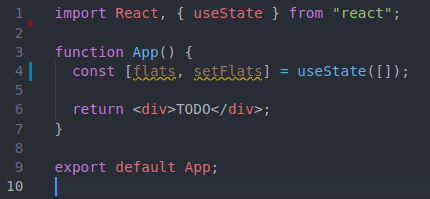 1 import React, { useState } from "react";
2
3 function App() {
4   const [flats, setFlats] = useState([]);
5
6   return <div>TODO</div>;
7 }
8
9 export default App;
10